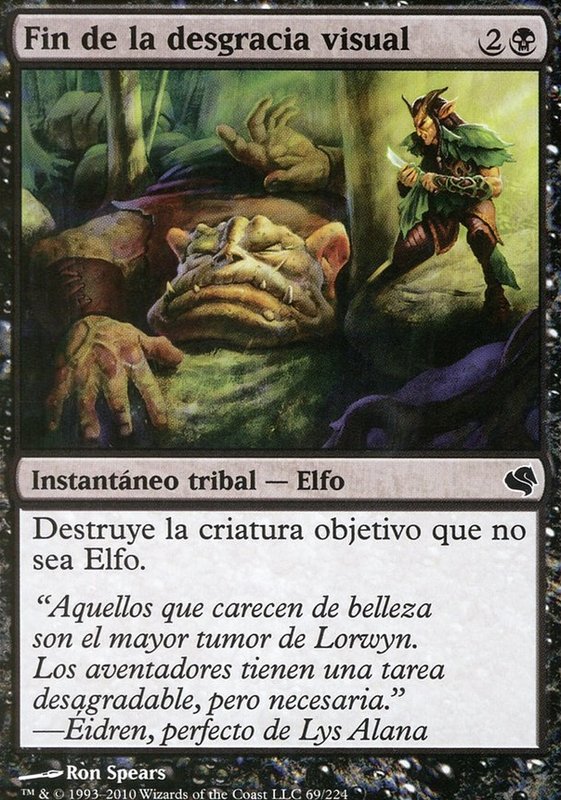 Fin de la desgracia visual 2
Instantáneo tribal — Elfo
Destruye la criatura objetivo que no
sea Elfo.
“Aquellos que carecen de belleza
son el mayor tumor de Lorwyn.
Los aventadores tienen una tarea
desagradable, pero necesaria.”
—Éidren, perfecto de Lys Alana
Ron Spears
™ & © 1993–2010 Wizards of the Coast LLC 69/224